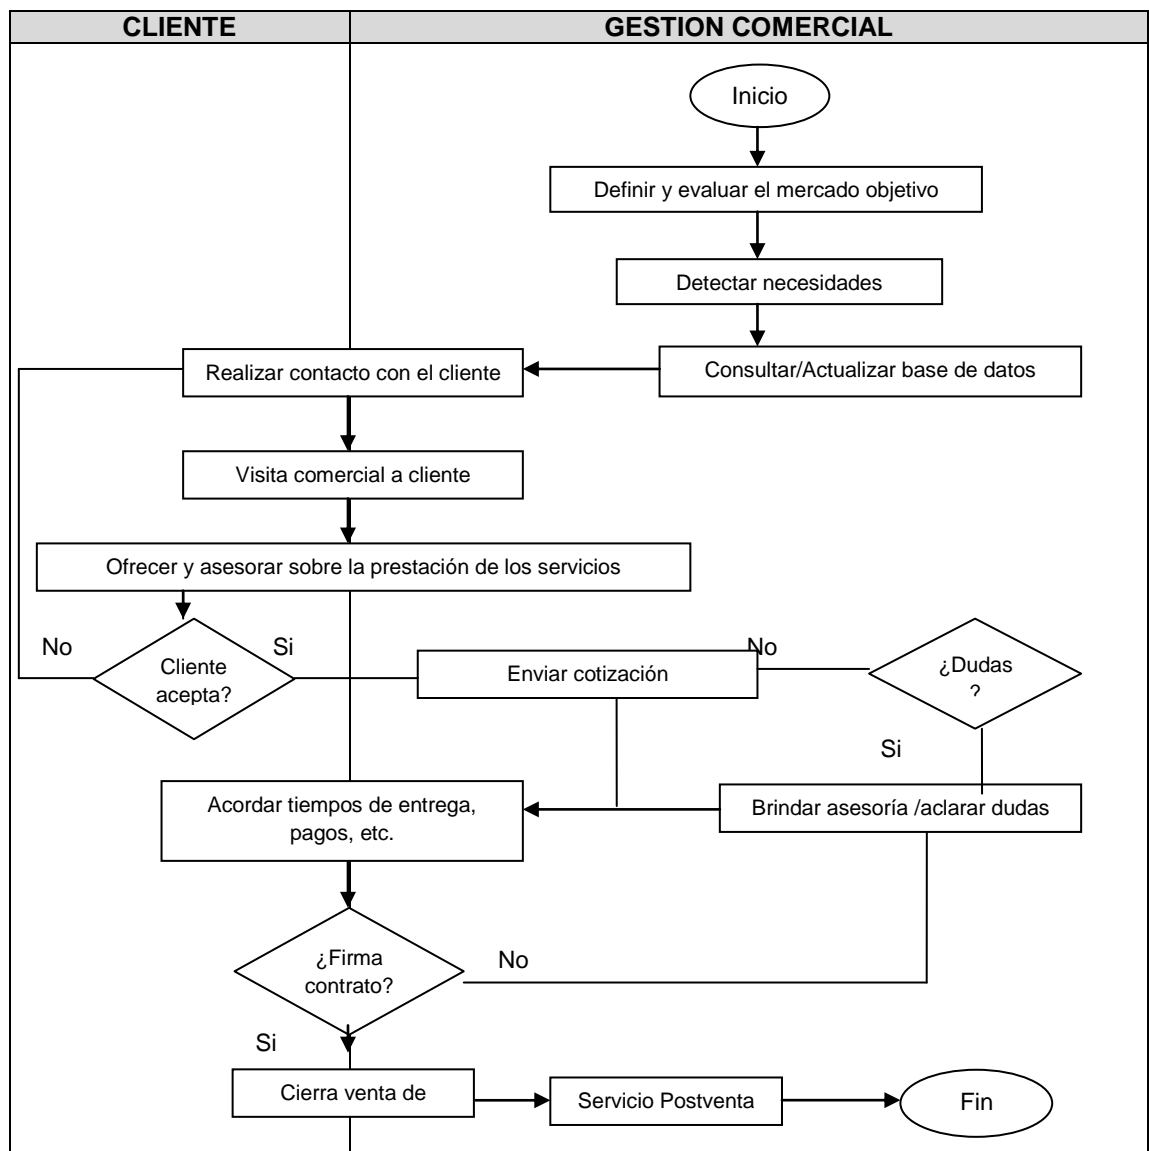 CLIENTE
GESTION COMERCIAL
Inicio
Definir y evaluar el mercado objetivo
Detectar necesidades
Realizar contacto con el cliente
Consultar/Actualizar base de datos
Visita comercial a cliente
Ofrecer y asesorar sobre la prestación de los servicios
No
Cliente
acepta?
Si
Enviar cotización
No
¿Dudas
?
Si
Acordar tiempos de entrega,
pagos, etc.
Brindar asesoría /aclarar dudas
¿Firma
contrato?
No
Si
Cierra venta de
Servicio Postventa
Fin